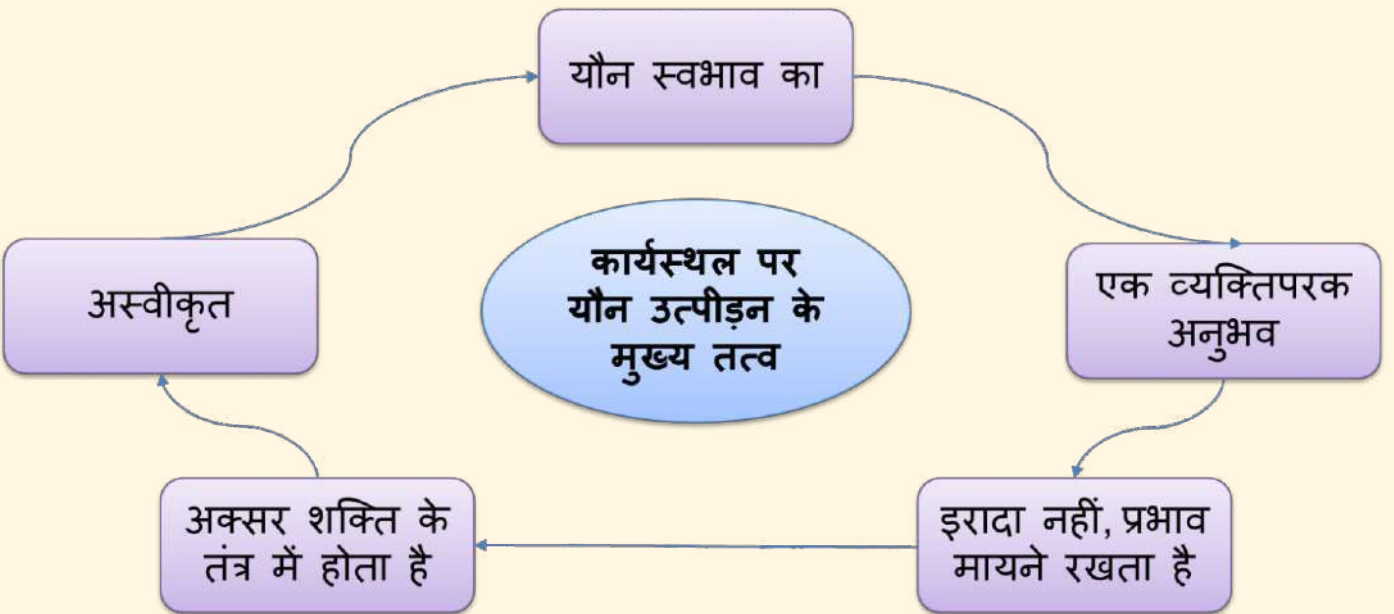 यौन स्वभाव का
कार्यस्थल पर
यौन उत्पीड़न के
मुख्य तत्व
एक व्यक्तिपरक
अनुभव
इरादा नहीं, प्रभाव
मायने रखता है
अक्सर शक्ति के
तंत्र में होता है
अस्वीकृत